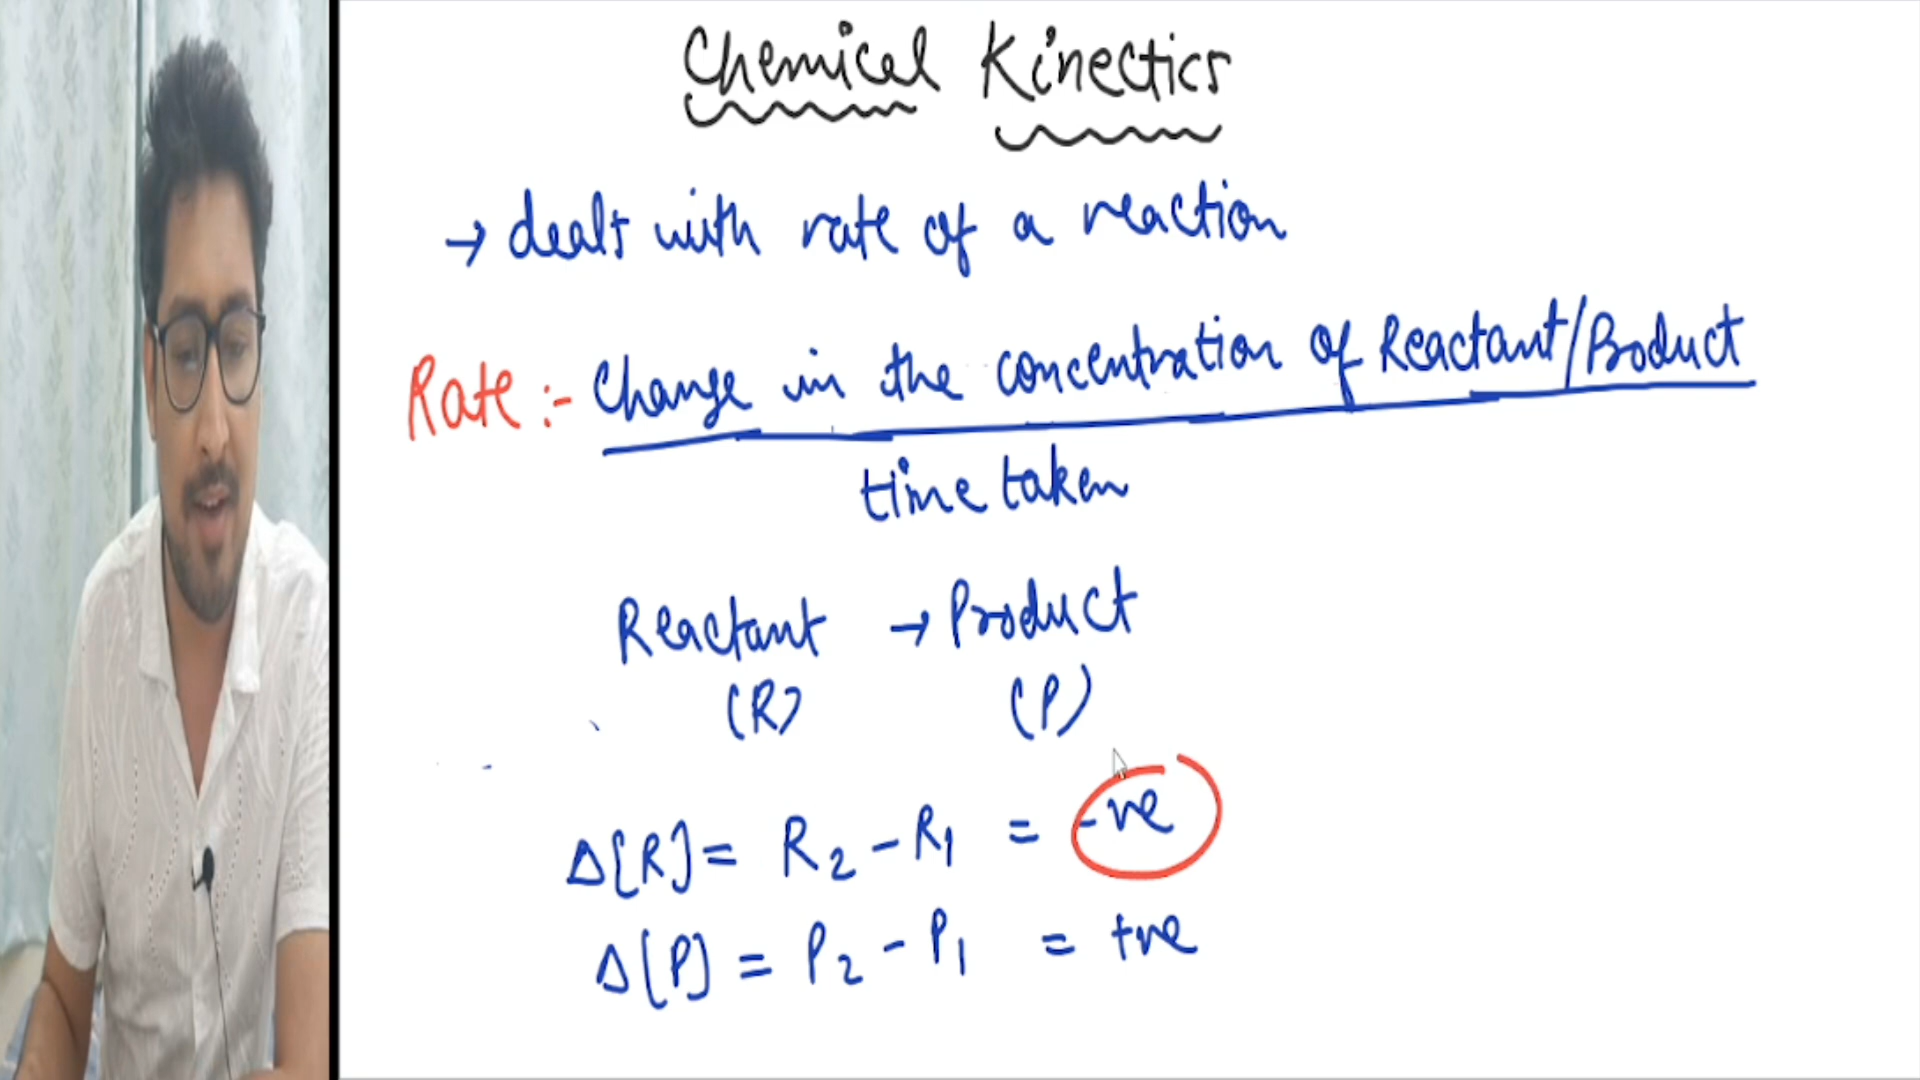 Chemical Kinectics
→ deals with rate of a reaction
Rate :- Change in the concentration of Reactant/Product
time taken
Reactant → Product
(R) (P)
Δ[R] = R₂ - R₁ = -ve
Δ[P] = P₂ - P₁ = +ve